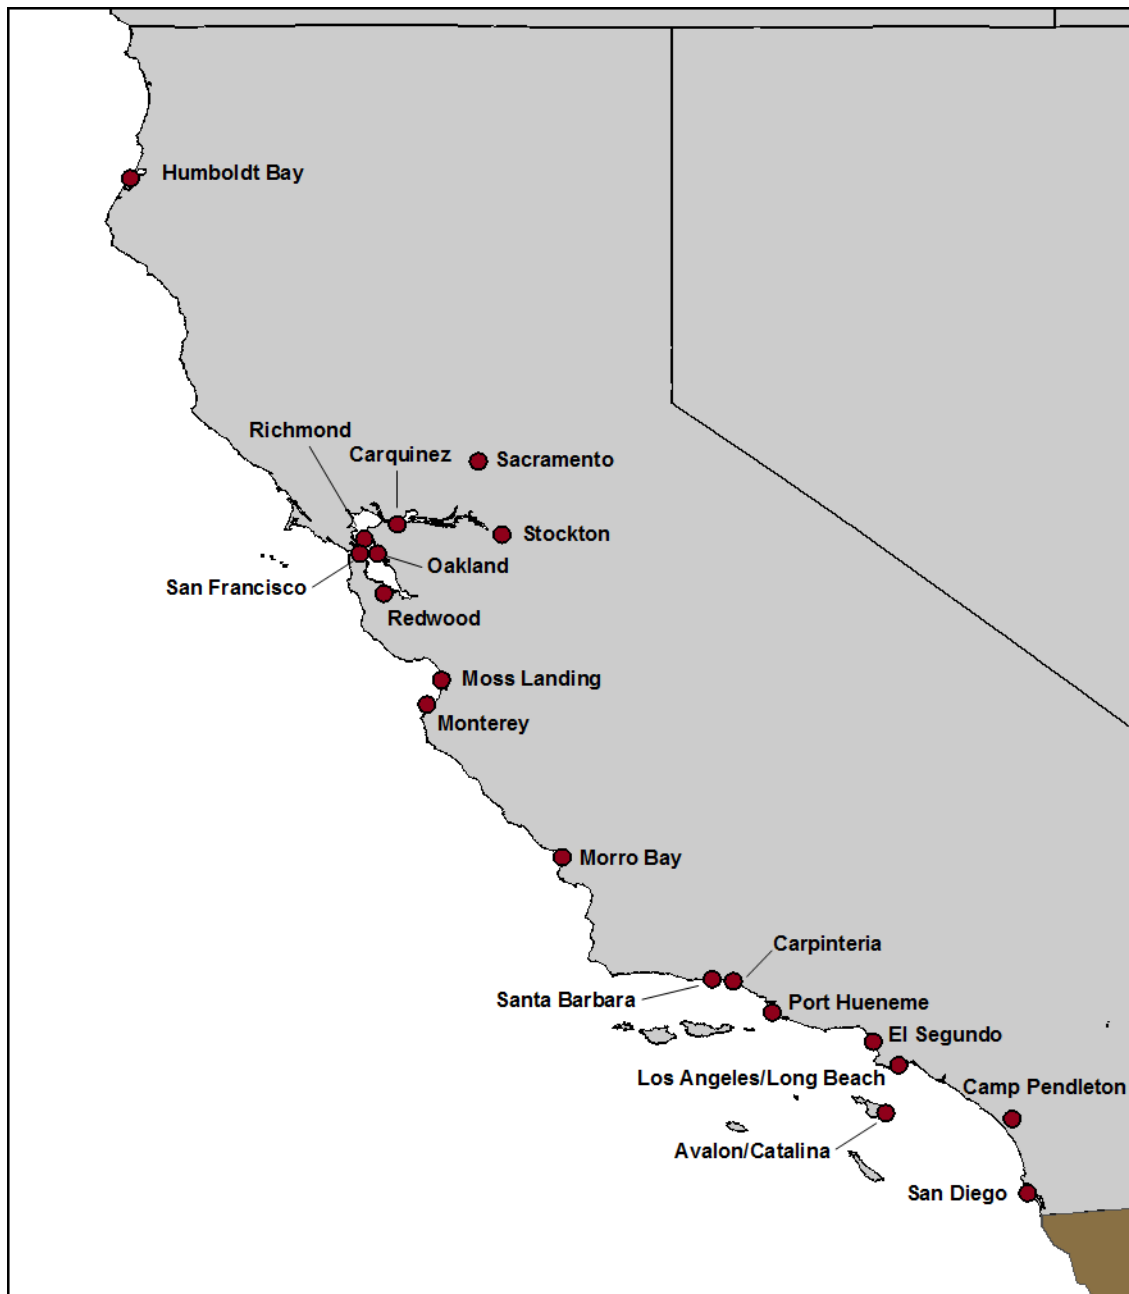 Humboldt Bay
Richmond
Carquinez
Sacramento
Stockton
Oakland
San Francisco
Redwood
Moss Landing
Monterey
Morro Bay
Carpinteria
Santa Barbara
Port Hueneme
El Segundo
Los Angeles/Long Beach
Camp Pendleton
Avalon/Catalina
San Diego